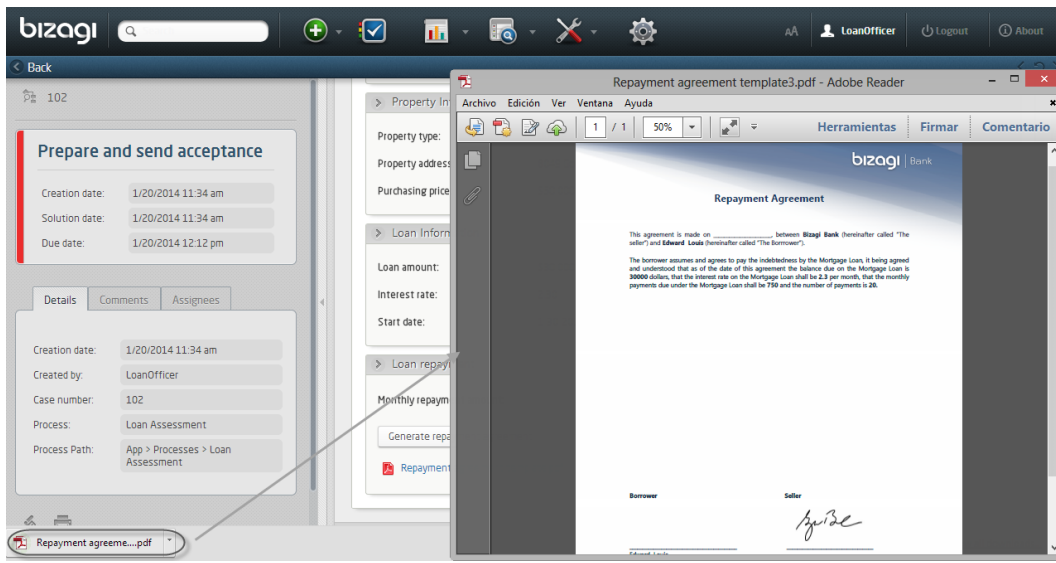 bizagi
AA
LoanOfficer
Logout
About
Back
102
Prepare and send acceptance
Creation date: 1/20/2014 11:34 am
Solution date: 1/20/2014 11:34 am
Due date: 1/20/2014 12:12 pm
Details Comments Assignees
Creation date: 1/20/2014 11:34 am
Created by: LoanOfficer
Case number: 102
Process: Loan Assessment
Process Path: App > Processes > Loan
Assessment
Repayment agreeme....pdf
Property In
Property type:
Property address
Purchasing price
Loan Inform
Loan amount:
Interest rate:
Start date:
Loan repay
Monthly repaym
Generate repa
Repayment
Repayment agreement template3.pdf - Adobe Reader
Archivo Edición Ver Ventana Ayuda
1 / 1 50% Herramientas Firmar Comentario
bizagi | Bank
Repayment Agreement
This agreement is made on ________________, between Bizagi Bank (hereinafter called "The
seller") and Edward Louis (hereinafter called "The Borrower").
The borrower assumes and agrees to pay the indebtedness by the Mortgage Loan, it being agreed
and understood that as of the date of this agreement the balance due on the Mortgage Loan is
30000 dollars, that the interest rate on the Mortgage Loan shall be 2.3 per month, that the monthly
payments due under the Mortgage Loan shall be 750 and the number of payments is 20.
Borrower Seller
Edward Louis